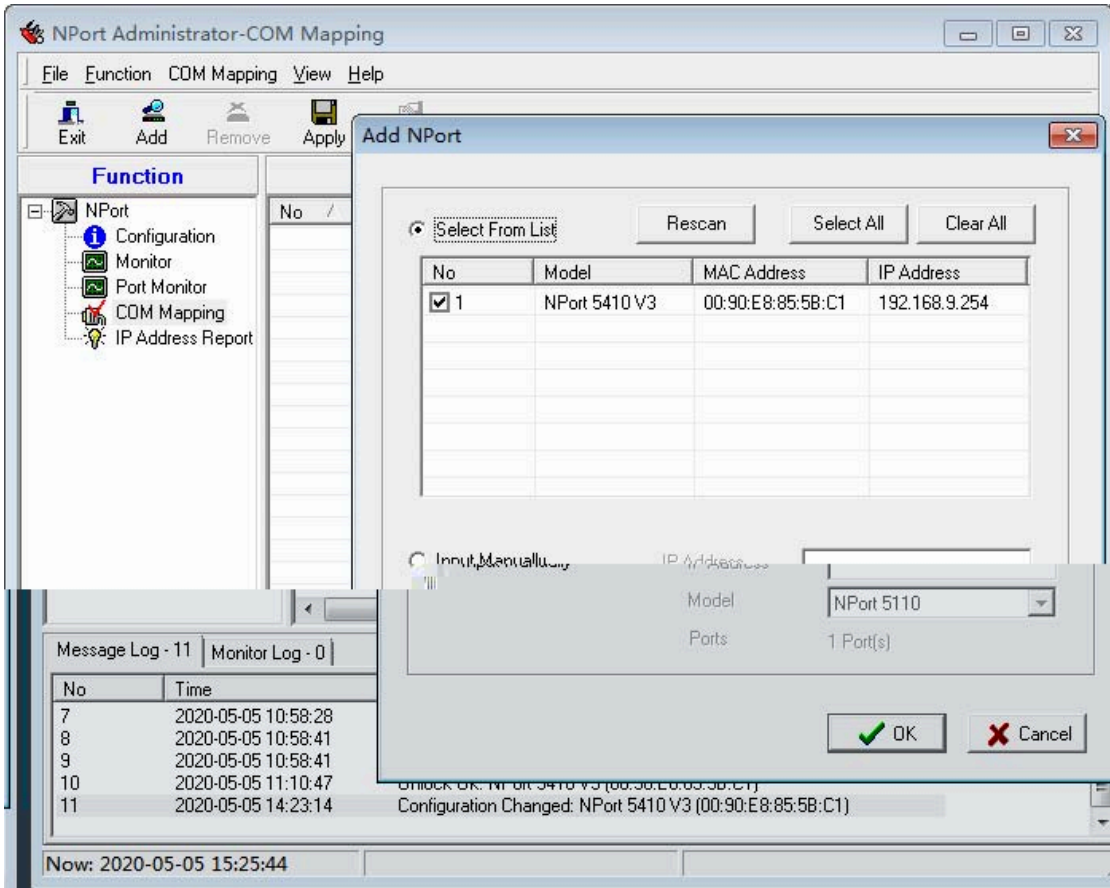 NPort Administrator-COM Mapping
File Function COM Mapping View Help
Exit Add Remove Apply
Add NPort
Function
No /
NPort
Configuration
Monitor
Port Monitor
COM Mapping
IP Address Report
Select From List Rescan Select All Clear All
No Model MAC Address IP Address
1 NPort 5410 V3 00:90:E8:85:5B:C1 192.168.9.254
Model NPort 5110
Ports 1 Port(s)
OK Cancel
Message Log - 11 Monitor Log - 0
No Time
7 2020-05-05 10:58:28
8 2020-05-05 10:58:41
9 2020-05-05 10:58:41
10 2020-05-05 11:10:47
11 2020-05-05 14:23:14 Configuration Changed: NPort 5410 V3 (00:90:E8:85:5B:C1)
Now: 2020-05-05 15:25:44